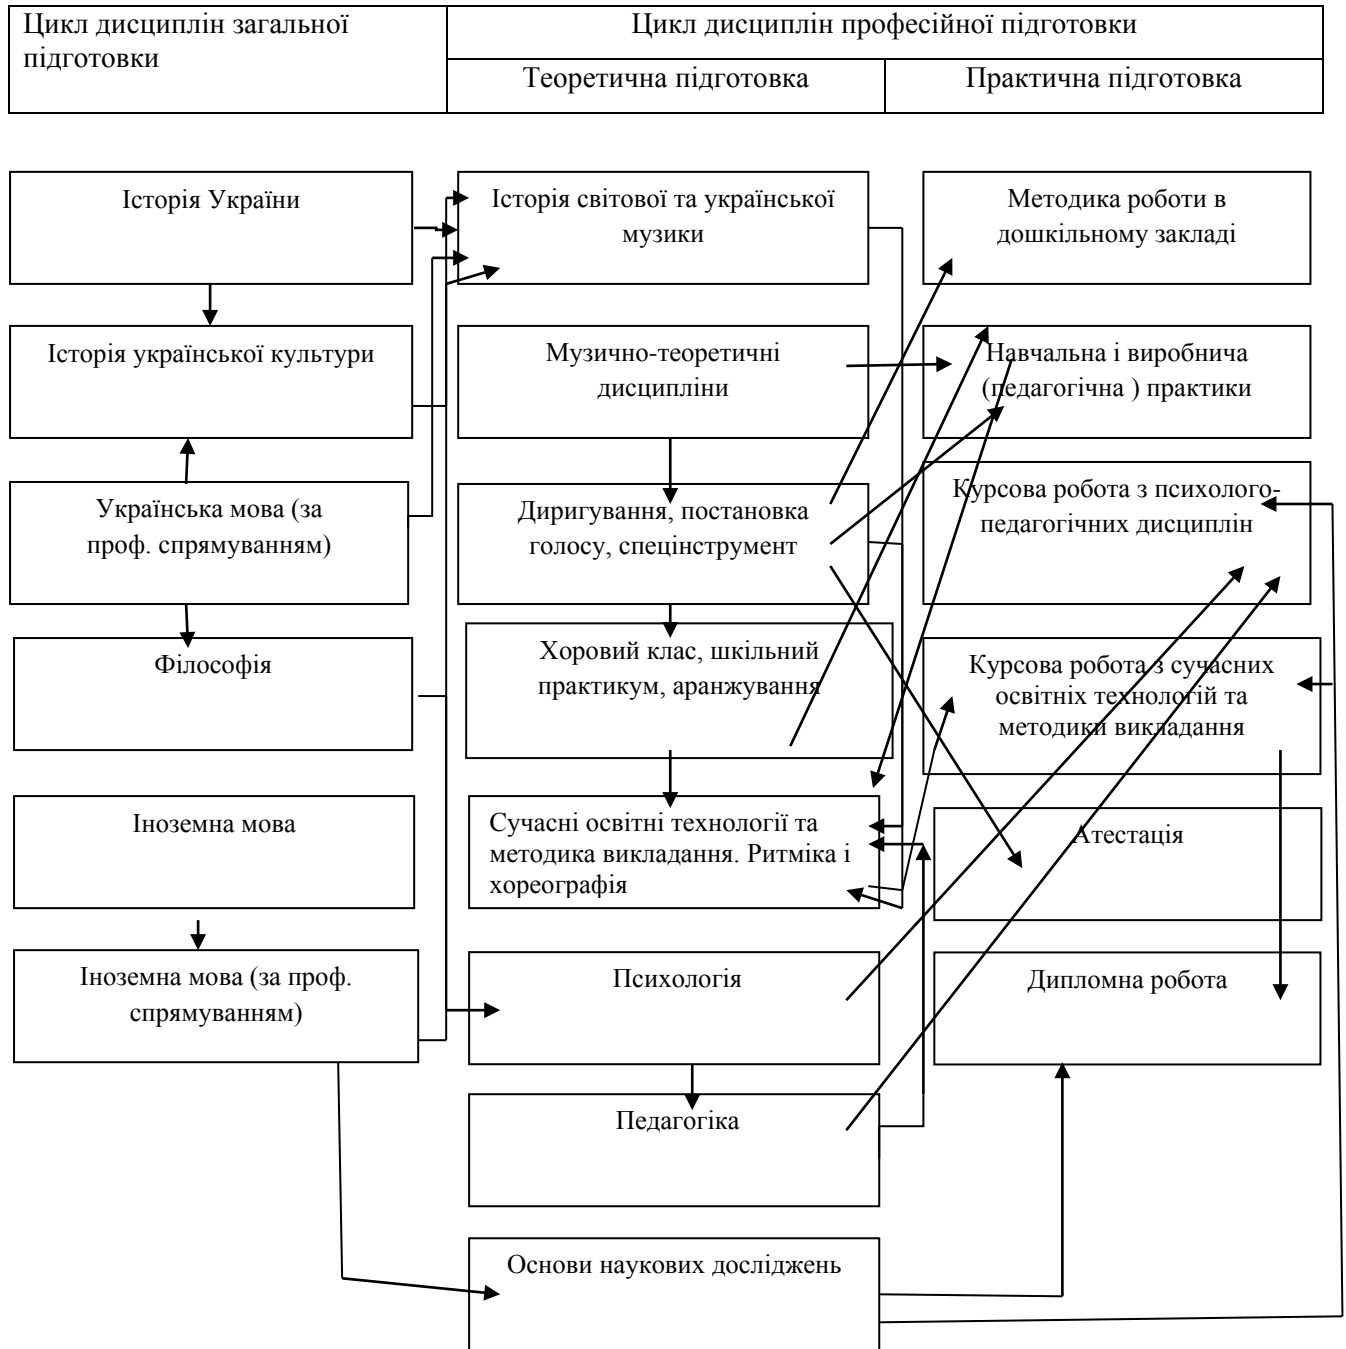 Цикл дисциплін загальної
підготовки
Цикл дисциплін професійної підготовки
Теоретична підготовка
Практична підготовка
Історія України
Історія світової та української
музики
Методика роботи в
дошкільному закладі
Історія української культури
Музично-теоретичні
дисципліни
Навчальна і виробнича
(педагогічна ) практики
Українська мова (за
проф. спрямуванням)
Диригування, постановка
голосу, спецінструмент
Курсова робота з психолого-
педагогічних дисциплін
Філософія
Хоровий клас, шкільний
практикум, аранжування
Курсова робота з сучасних
освітніх технологій та
методики викладання
Іноземна мова
Сучасні освітні технології та
методика викладання. Ритміка і
хореографія
Атестація
Іноземна мова (за проф.
спрямуванням)
Психологія
Дипломна робота
Педагогіка
Основи наукових досліджень